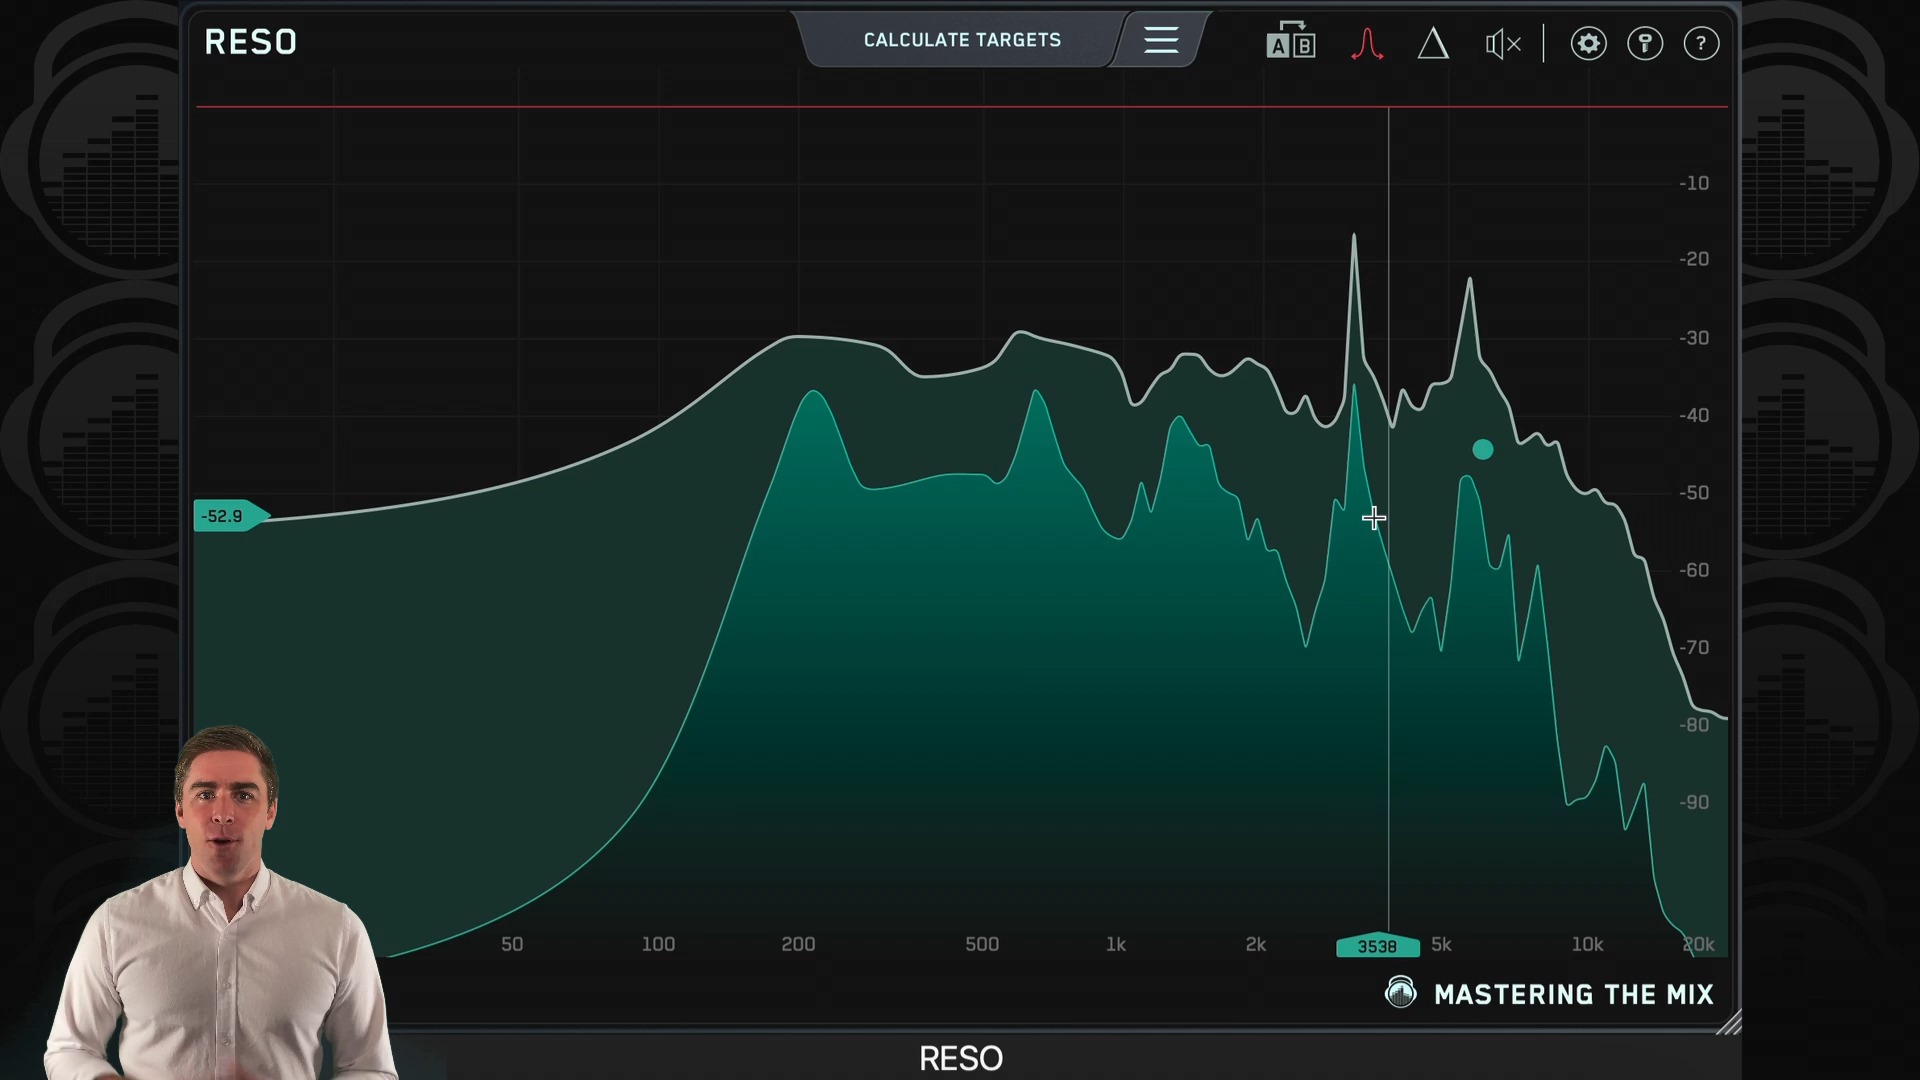 RESO
CALCULATE TARGETS
A B
?
-10
-20
-30
-40
-50
-52.9
-60
-70
-80
-90
50 100 200 500 1k 2k 3538 5k 10k 20k
MASTERING THE MIX
RESO